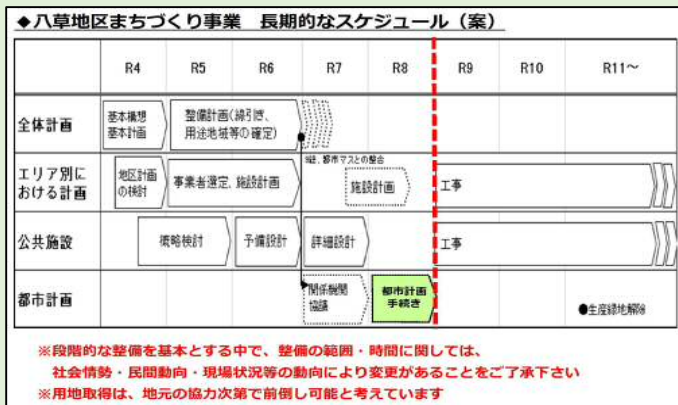 ◆八草地区まちづくり事業 長期的なスケジュール（案）
R4 R5 R6 R7 R8 R9 R10 R11～
全体計画
基本構想
基本計画
整備計画(線引き、
用途地域等の確定)
エリア別に
おける計画
地区計画
の検討
事業者選定、施設計画
都市マスとの整合
施設計画
工事
公共施設
概略検討
予備設計
詳細設計
工事
都市計画
関係機関
協議
都市計画
手続き
●生産緑地解除
※段階的な整備を基本とする中で、整備の範囲・時間に関しては、
社会情勢・民間動向・現場状況等の動向により変更があることをご了承下さい
※用地取得は、地元の協力次第で前倒し可能と考えています